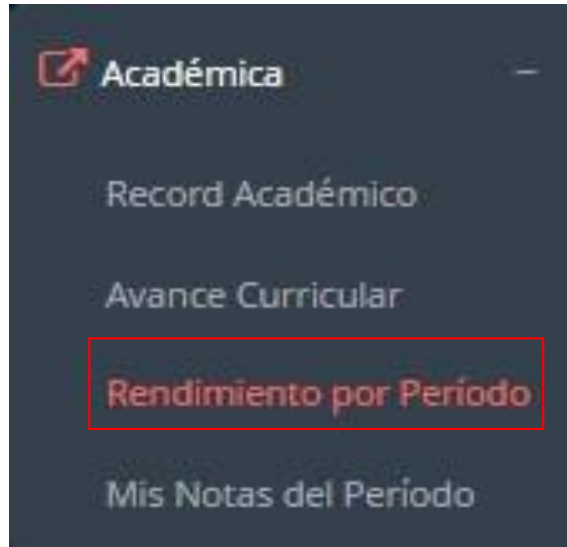 Académica
Record Académico
Avance Curricular
Rendimiento por Período
Mis Notas del Período